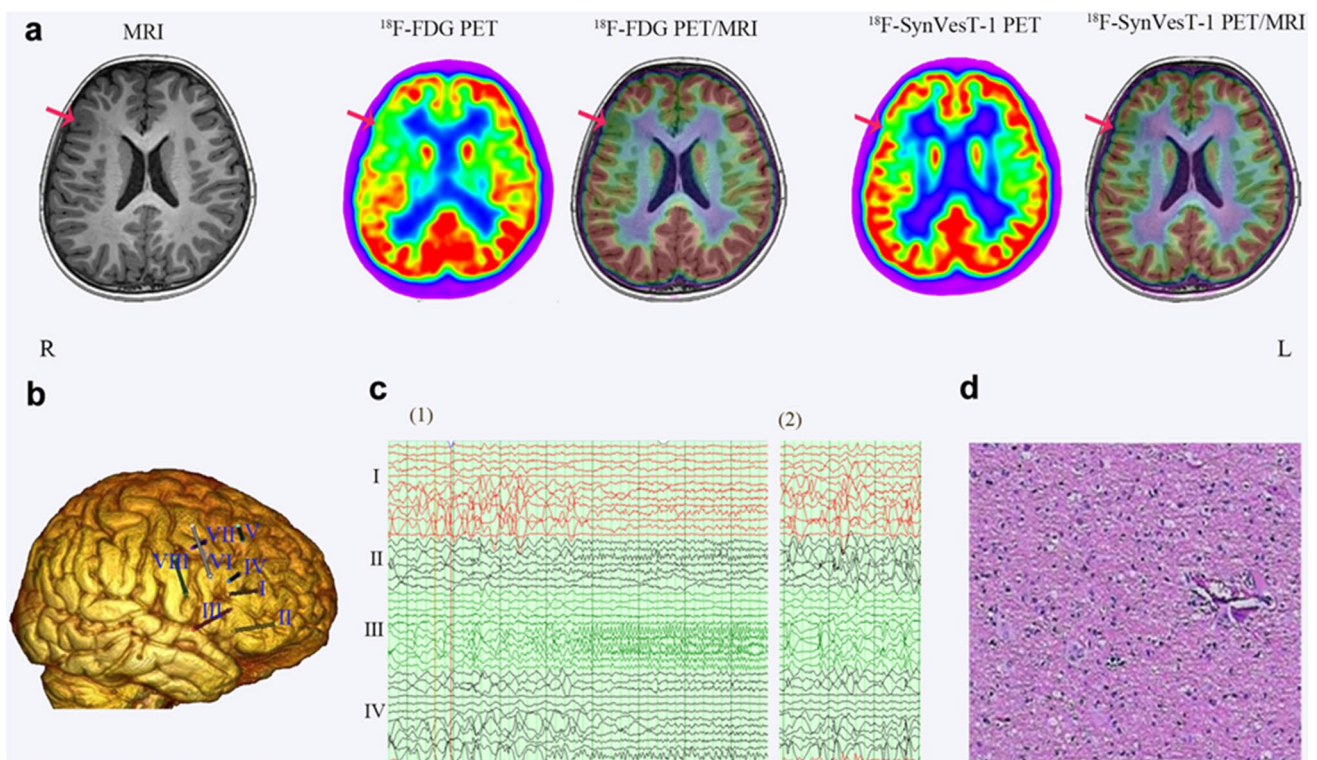 a
MRI
¹⁸F-FDG PET
¹⁸F-FDG PET/MRI
¹⁸F-SynVesT-1 PET
¹⁸F-SynVesT-1 PET/MRI
R
L
b
VII
V
VIII
VI
IV
I
III
II
c
(1)
(2)
I
II
III
IV
d